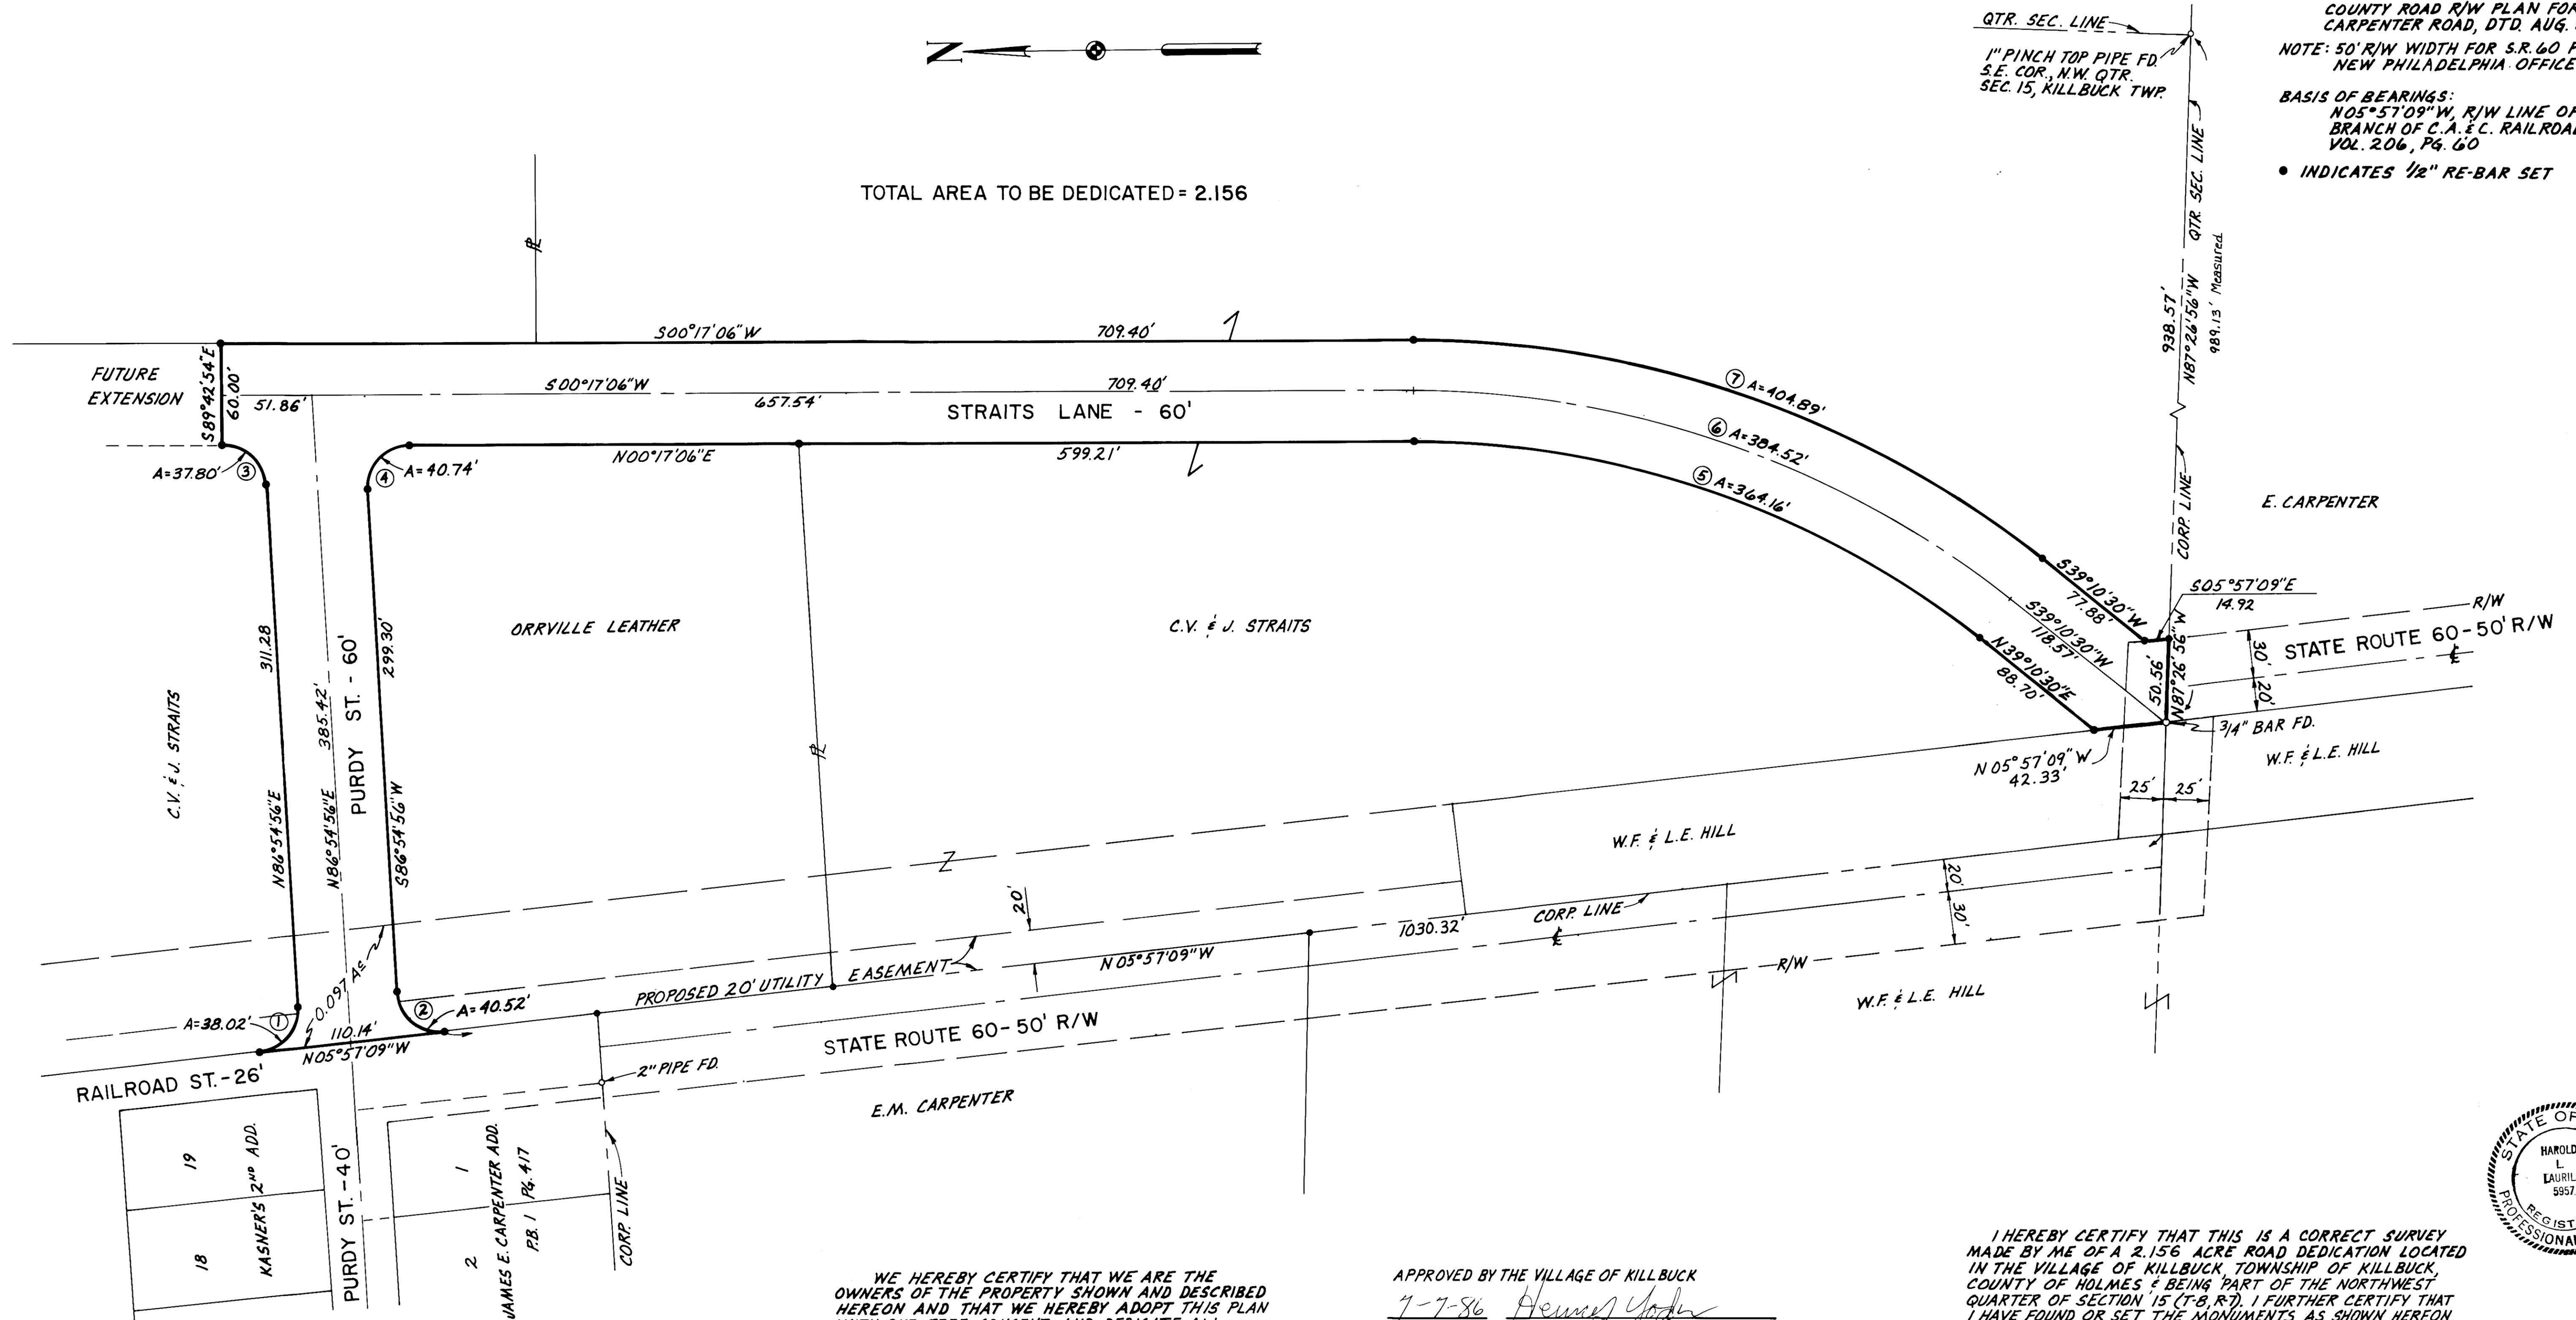 N
TOTAL AREA TO BE DEDICATED = 2.156
QTR. SEC. LINE
1" PINCH TOP PIPE FD.
S.E. COR., N.W. QTR.
SEC. 15, KILLBUCK TWP.
COUNTY ROAD R/W PLAN FOR
CARPENTER ROAD, DTD. AUG.
NOTE: 50' R/W WIDTH FOR S.R. 60
NEW PHILADELPHIA OFFICE
BASIS OF BEARINGS:
N05°57'09"W, R/W LINE OF
BRANCH OF C.A. & C. RAILROAD
VOL. 206, PG. 60
• INDICATES 1/2" RE-BAR SET
QTR. SEC. LINE
938.57'
N87°26'56"W
989.13' Measured
CORP. LINE
E. CARPENTER
FUTURE
EXTENSION
S89°42'54"E
60.00'
S00°17'06"W 709.40'
51.86'
S00°17'06"W 709.40'
657.54'
STRAITS LANE - 60'
N00°17'06"E 599.21'
⑦ A=404.89'
⑥ A=384.52'
⑤ A=364.16'
A=37.80' ③
④ A=40.74'
S39°10'30"W
77.88'
S39°10'30"W
118.57'
N39°10'30"E
88.70'
S05°57'09"E
14.92
50.56'
N87°26'56"W
R/W
STATE ROUTE 60-50' R/W
30'
20'
3/4" BAR FD.
W.F. & L.E. HILL
N05°57'09"W
42.33'
25' 25'
C.V. & J. STRAITS
311.28
N86°54'56"E
385.42'
N86°54'56"E
PURDY ST. - 60'
299.30'
S86°54'56"W
ORRVILLE LEATHER
C.V. & J. STRAITS
W.F. & L.E. HILL
20'
CORP. LINE
1030.32'
N05°57'09"W
20'
30'
R/W
W.F. & L.E. HILL
PROPOSED 20' UTILITY EASEMENT
0.097 Ac
A=38.02' ①
② A=40.52'
110.14'
N05°57'09"W
RAILROAD ST.-26'
STATE ROUTE 60-50' R/W
2" PIPE FD.
E.M. CARPENTER
19
18
KASNER'S 2ND ADD.
PURDY ST.-40'
1
2
JAMES E. CARPENTER ADD.
P.B. 1 PG. 417
CORP. LINE
WE HEREBY CERTIFY THAT WE ARE THE
OWNERS OF THE PROPERTY SHOWN AND DESCRIBED
HEREON AND THAT WE HEREBY ADOPT THIS PLAN
APPROVED BY THE VILLAGE OF KILLBUCK
7-7-86
I HEREBY CERTIFY THAT THIS IS A CORRECT SURVEY
MADE BY ME OF A 2.156 ACRE ROAD DEDICATION LOCATED
IN THE VILLAGE OF KILLBUCK, TOWNSHIP OF KILLBUCK,
COUNTY OF HOLMES & BEING PART OF THE NORTHWEST
QUARTER OF SECTION 15 (T-8, R-7). I FURTHER CERTIFY THAT
I HAVE FOUND OR SET THE MONUMENTS AS SHOWN HEREON
STATE OF
HAROLD
L.
5957